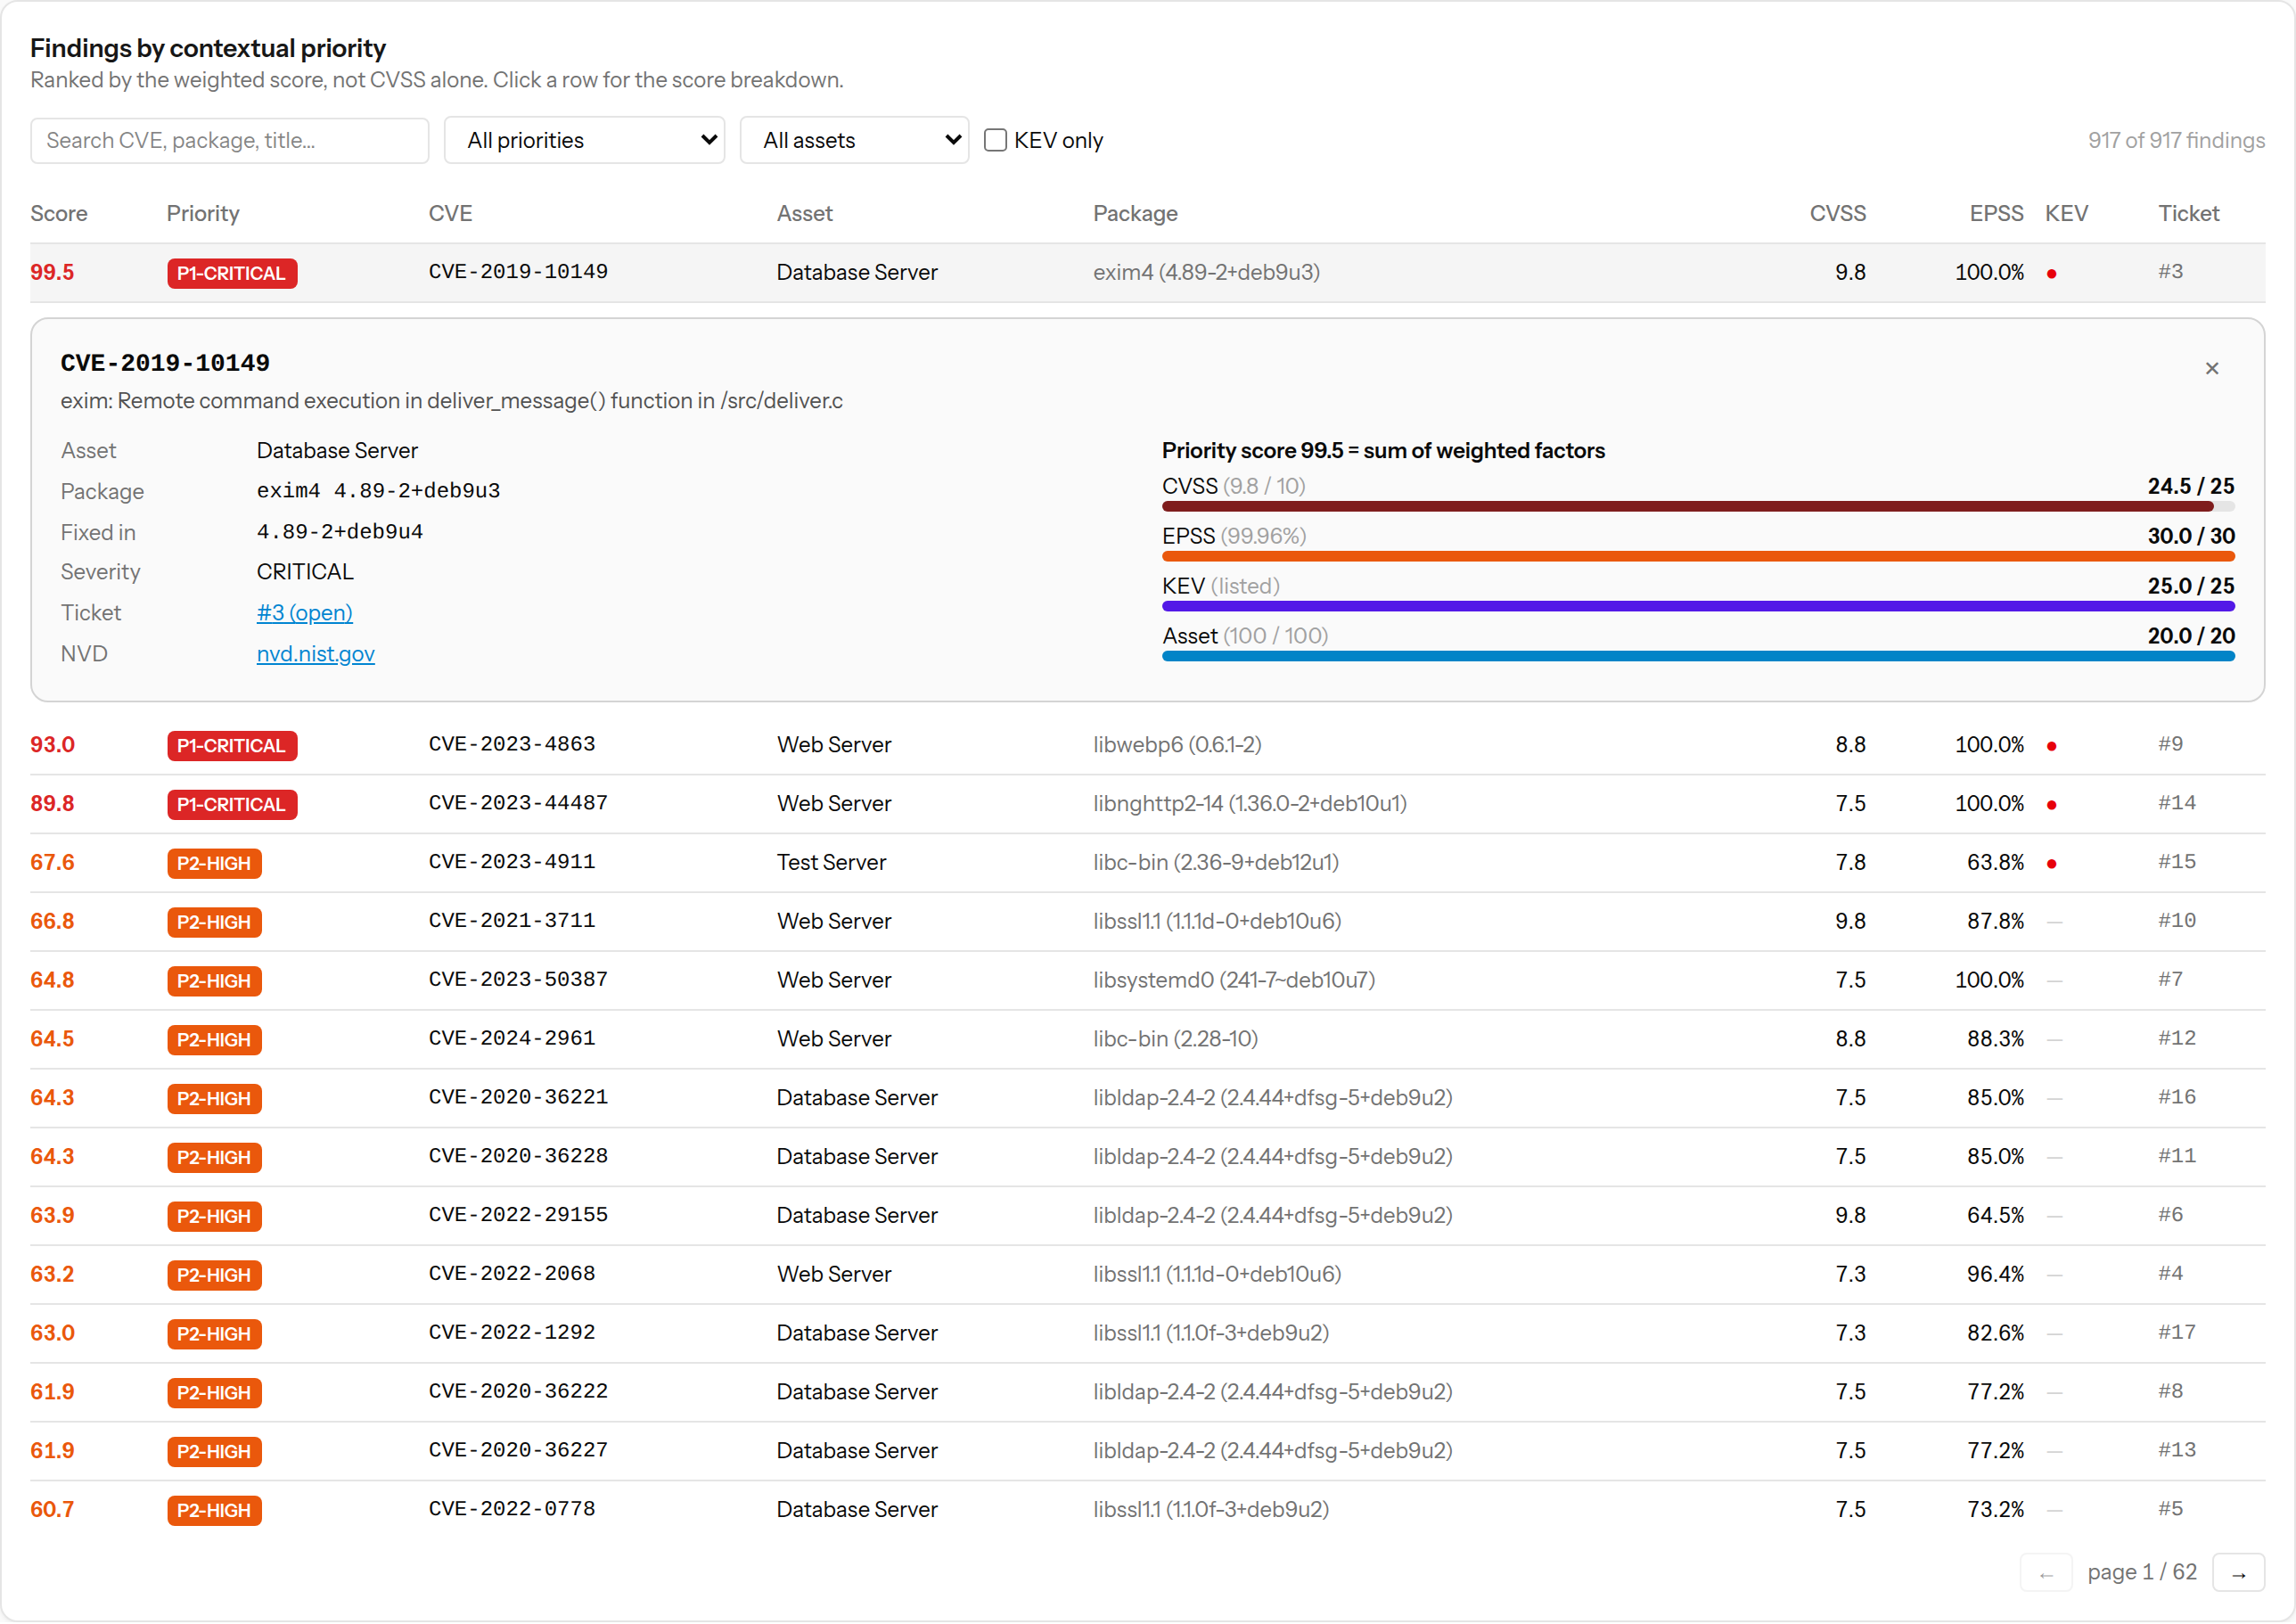 Findings by contextual priority
Ranked by the weighted score, not CVSS alone. Click a row for the score breakdown.
Search CVE, package, title... All priorities All assets KEV only 917 of 917 findings
Score Priority CVE Asset Package CVSS EPSS KEV Ticket
99.5 P1-CRITICAL CVE-2019-10149 Database Server exim4 (4.89-2+deb9u3) 9.8 100.0% ● #3
CVE-2019-10149 ×
exim: Remote command execution in deliver_message() function in /src/deliver.c
Asset Database Server
Package exim4 4.89-2+deb9u3
Fixed in 4.89-2+deb9u4
Severity CRITICAL
Ticket #3 (open)
NVD nvd.nist.gov
Priority score 99.5 = sum of weighted factors
CVSS (9.8 / 10) 24.5 / 25
EPSS (99.96%) 30.0 / 30
KEV (listed) 25.0 / 25
Asset (100 / 100) 20.0 / 20
93.0 P1-CRITICAL CVE-2023-4863 Web Server libwebp6 (0.6.1-2) 8.8 100.0% ● #9
89.8 P1-CRITICAL CVE-2023-44487 Web Server libnghttp2-14 (1.36.0-2+deb10u1) 7.5 100.0% ● #14
67.6 P2-HIGH CVE-2023-4911 Test Server libc-bin (2.36-9+deb12u1) 7.8 63.8% ● #15
66.8 P2-HIGH CVE-2021-3711 Web Server libssl1.1 (1.1.1d-0+deb10u6) 9.8 87.8% — #10
64.8 P2-HIGH CVE-2023-50387 Web Server libsystemd0 (241-7~deb10u7) 7.5 100.0% — #7
64.5 P2-HIGH CVE-2024-2961 Web Server libc-bin (2.28-10) 8.8 88.3% — #12
64.3 P2-HIGH CVE-2020-36221 Database Server libldap-2.4-2 (2.4.44+dfsg-5+deb9u2) 7.5 85.0% — #16
64.3 P2-HIGH CVE-2020-36228 Database Server libldap-2.4-2 (2.4.44+dfsg-5+deb9u2) 7.5 85.0% — #11
63.9 P2-HIGH CVE-2022-29155 Database Server libldap-2.4-2 (2.4.44+dfsg-5+deb9u2) 9.8 64.5% — #6
63.2 P2-HIGH CVE-2022-2068 Web Server libssl1.1 (1.1.1d-0+deb10u6) 7.3 96.4% — #4
63.0 P2-HIGH CVE-2022-1292 Database Server libssl1.1 (1.1.0f-3+deb9u2) 7.3 82.6% — #17
61.9 P2-HIGH CVE-2020-36222 Database Server libldap-2.4-2 (2.4.44+dfsg-5+deb9u2) 7.5 77.2% — #8
61.9 P2-HIGH CVE-2020-36227 Database Server libldap-2.4-2 (2.4.44+dfsg-5+deb9u2) 7.5 77.2% — #13
60.7 P2-HIGH CVE-2022-0778 Database Server libssl1.1 (1.1.0f-3+deb9u2) 7.5 73.2% — #5
← page 1 / 62 →